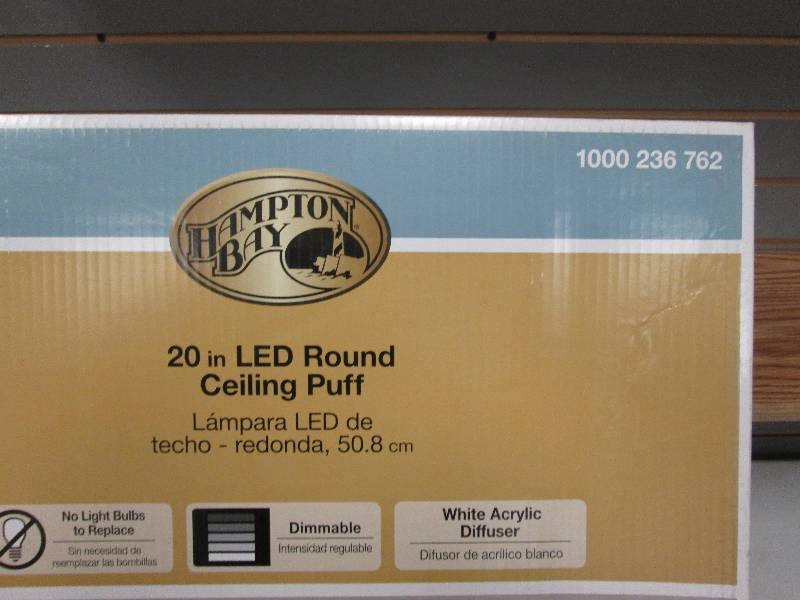 1000 236 762
HAMPTON
BAY
20 in LED Round
Ceiling Puff
Lámpara LED de
techo - redonda, 50.8 cm
No Light Bulbs
to Replace
Sin necesidad de
reemplazar las bombillas
Dimmable
Intensidad regulable
White Acrylic
Diffuser
Difusor de acrílico blanco